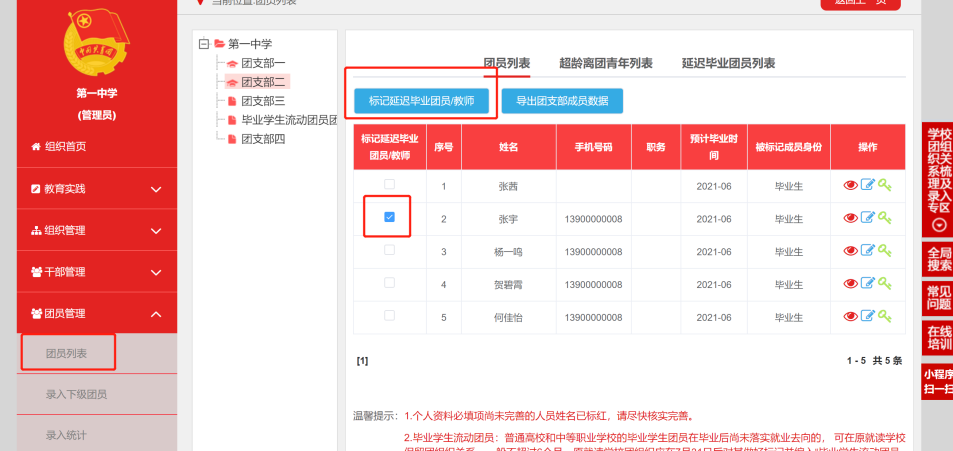 当前位置:团员列表
返回上一页
第一中学
(管理员)
组织首页
教育实践
组织管理
干部管理
团员管理
团员列表
录入下级团员
录入统计
第一中学
团支部一
团支部二
团支部三
毕业学生流动团员团
团支部四
团员列表 超龄离团青年列表 延迟毕业团员列表
标记延迟毕业团员/教师 导出团支部成员数据
标记延迟毕业团员/教师 序号 姓名 手机号码 职务 预计毕业时间 被标记成员身份 操作
1 张茜 2021-06 毕业生
2 张宇 13900000008 2021-06 毕业生
3 杨一鸣 13900000008 2021-06 毕业生
4 贺碧霄 13900000008 2021-06 毕业生
5 何佳怡 13900000008 2021-06 毕业生
[1] 1 - 5 共 5 条
温馨提示：1.个人资料必填项尚未完善的人员姓名已标红，请尽快核实完善。
2.毕业学生流动团员：普通高校和中等职业学校的毕业学生团员在毕业后尚未落实就业去向的， 可在原就读学校
学校
团组
织关
系统
理及
录入
专区
全局
搜索
常见
问题
在线
培训
小程序
扫一扫